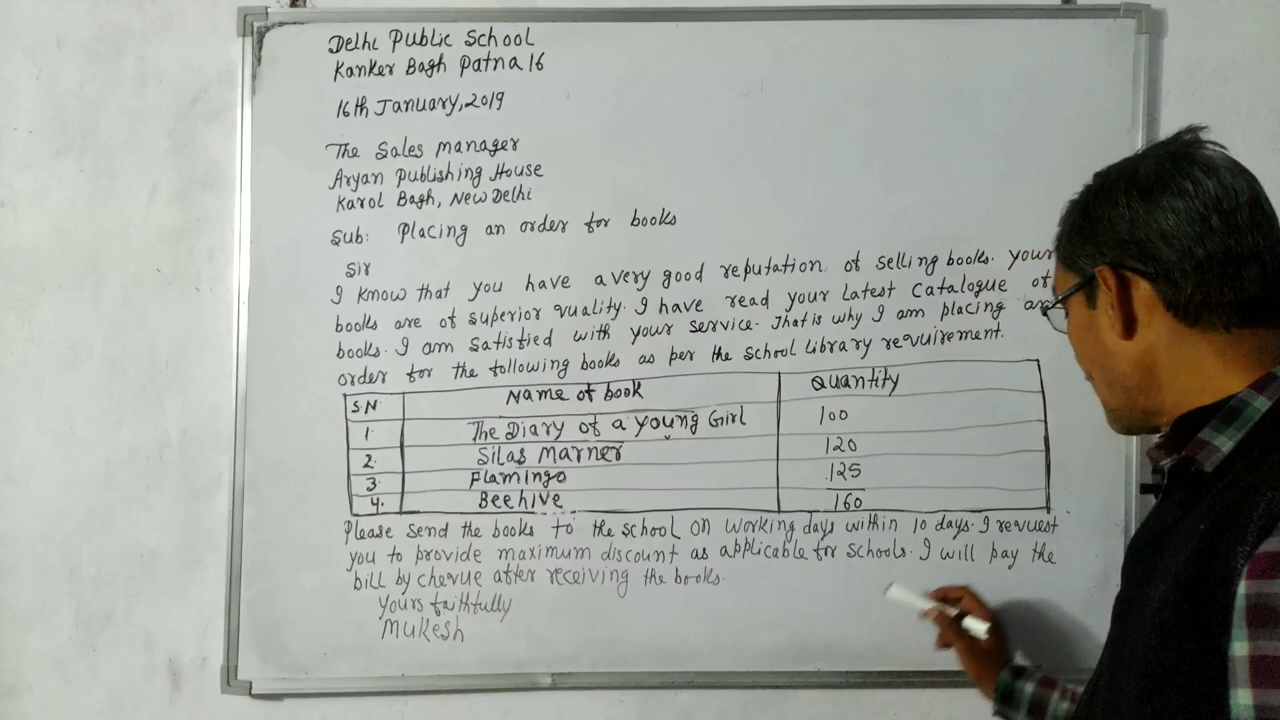 Delhi Public School
Kanker Bagh Patna 16
16th January, 2019
The Sales manager
Aryan Publishing House
Karol Bagh, New Delhi
Sub: Placing an order for books
Sir
I know that you have a very good reputation of selling books. Your
books are of superior quality. I have read your latest catalogue of
books. I am satisfied with your service. That is why I am placing an
order for the following books as per the school library requirement.
S.N Name of book Quantity
1. The Diary of a Young Girl 100
2. Silas Marner 120
3. Flamingo 125
4. Beehive 160
Please send the books to the school on working days within 10 days. I request
you to provide maximum discount as applicable for schools. I will pay the
bill by cheque after receiving the books.
Yours faithfully
Mukesh